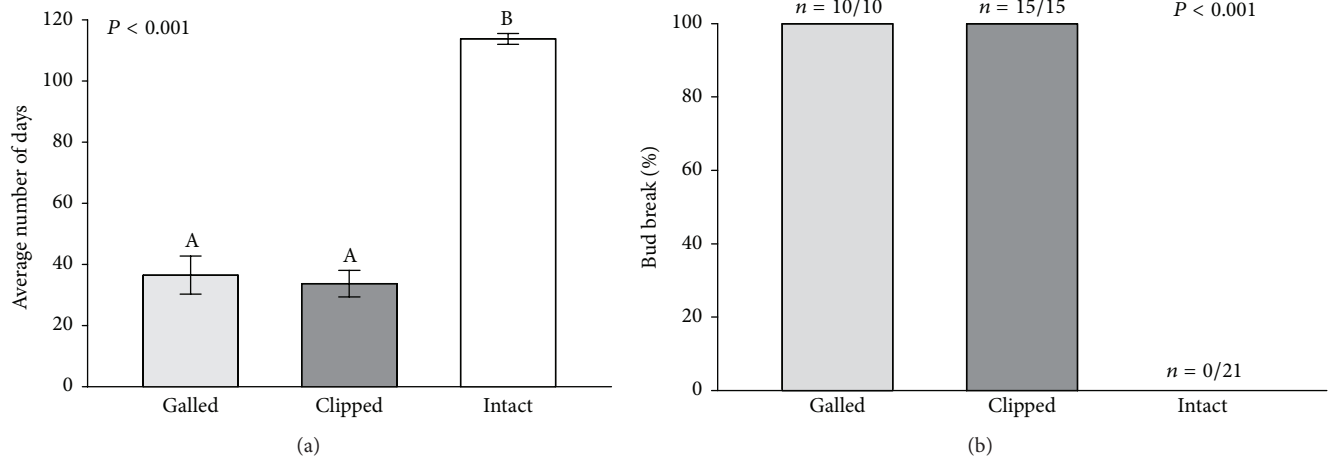 120
100
80
60
40
20
0
Average number of days
P < 0.001
A
A
B
Galled
Clipped
Intact
(a)
100
80
60
40
20
0
Bud break (%)
n = 10/10
n = 15/15
P < 0.001
n = 0/21
Galled
Clipped
Intact
(b)